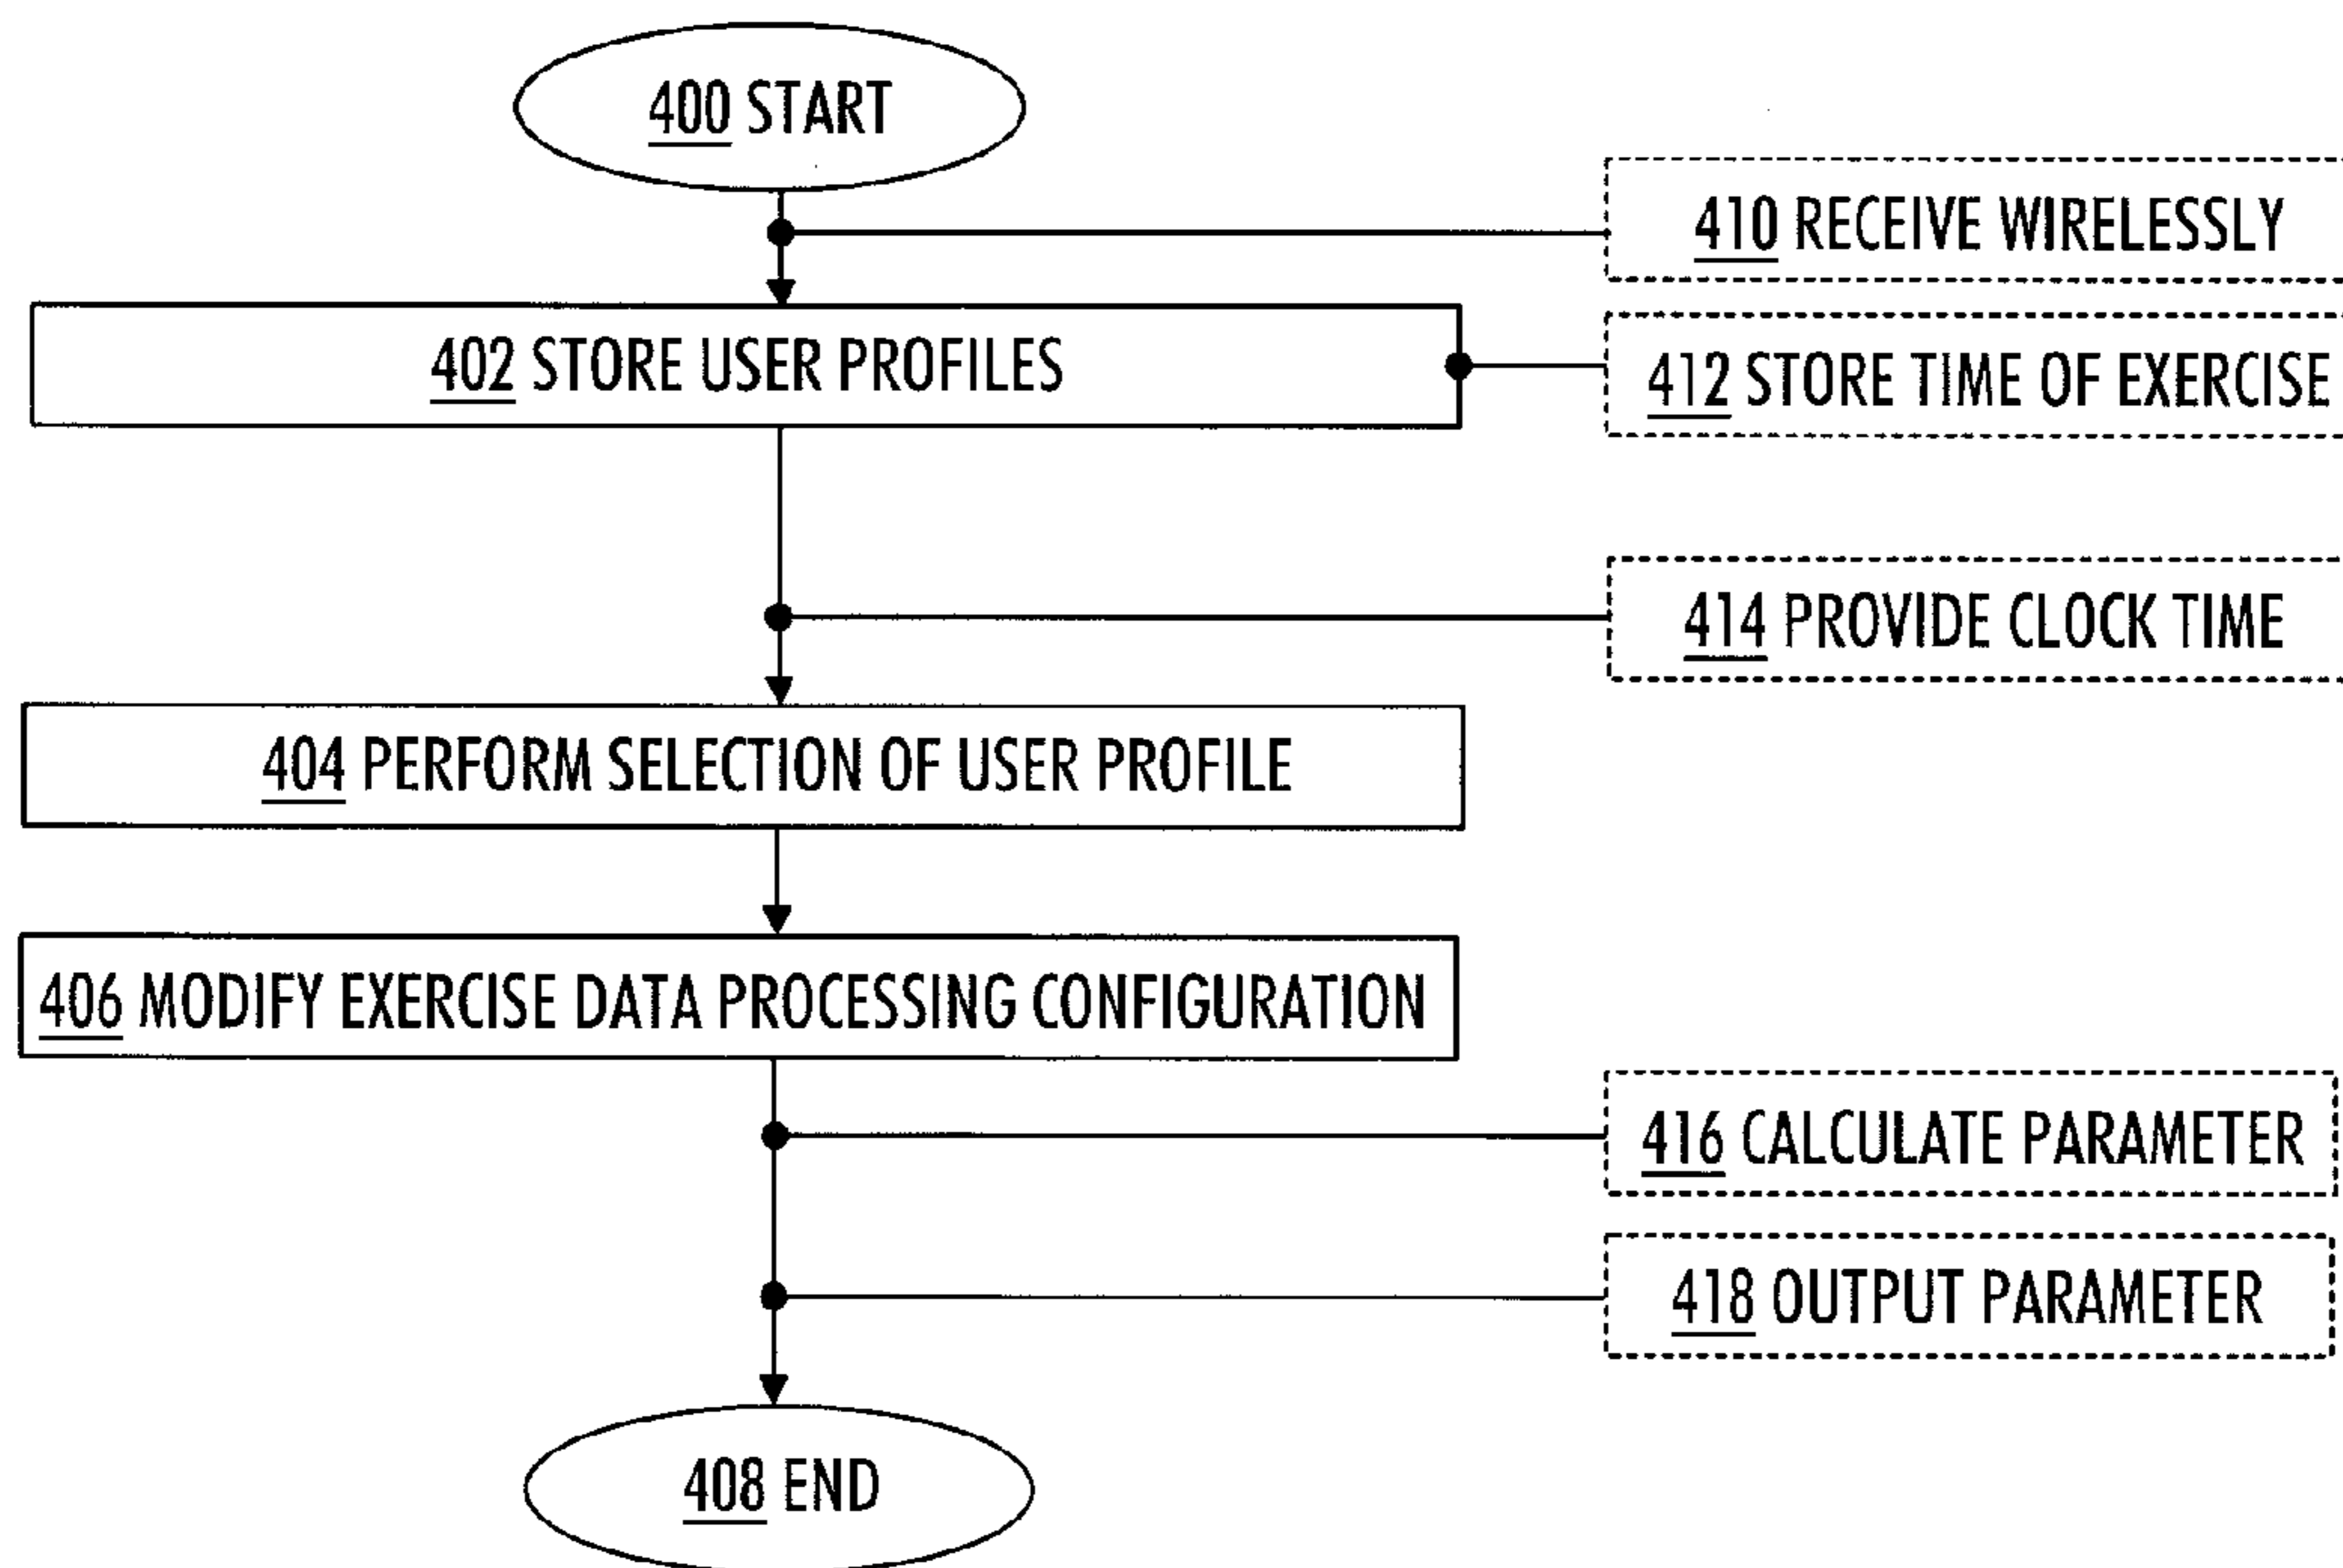 400 START
410 RECEIVE WIRELESSLY
402 STORE USER PROFILES
412 STORE TIME OF EXERCISE
414 PROVIDE CLOCK TIME
404 PERFORM SELECTION OF USER PROFILE
406 MODIFY EXERCISE DATA PROCESSING CONFIGURATION
416 CALCULATE PARAMETER
418 OUTPUT PARAMETER
408 END